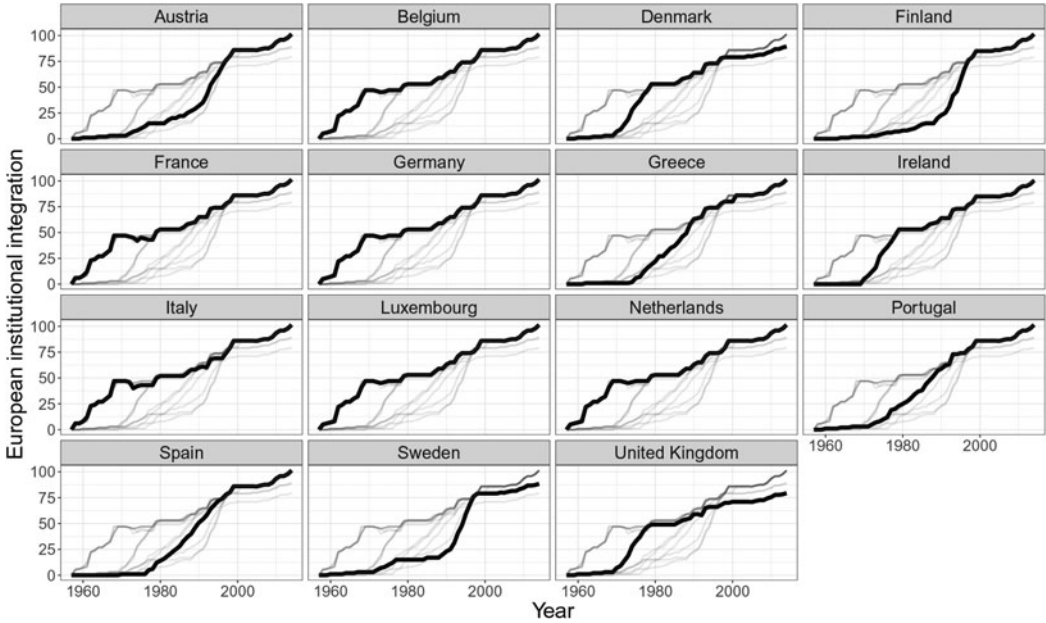 Austria Belgium Denmark Finland
100
75
50
25
0
France Germany Greece Ireland
100
75
50
25
0
Italy Luxembourg Netherlands Portugal
100
75
50
25
0
1960 1980 2000
Spain Sweden United Kingdom
100
75
50
25
0
1960 1980 2000 1960 1980 2000 1960 1980 2000
European institutional integration
Year